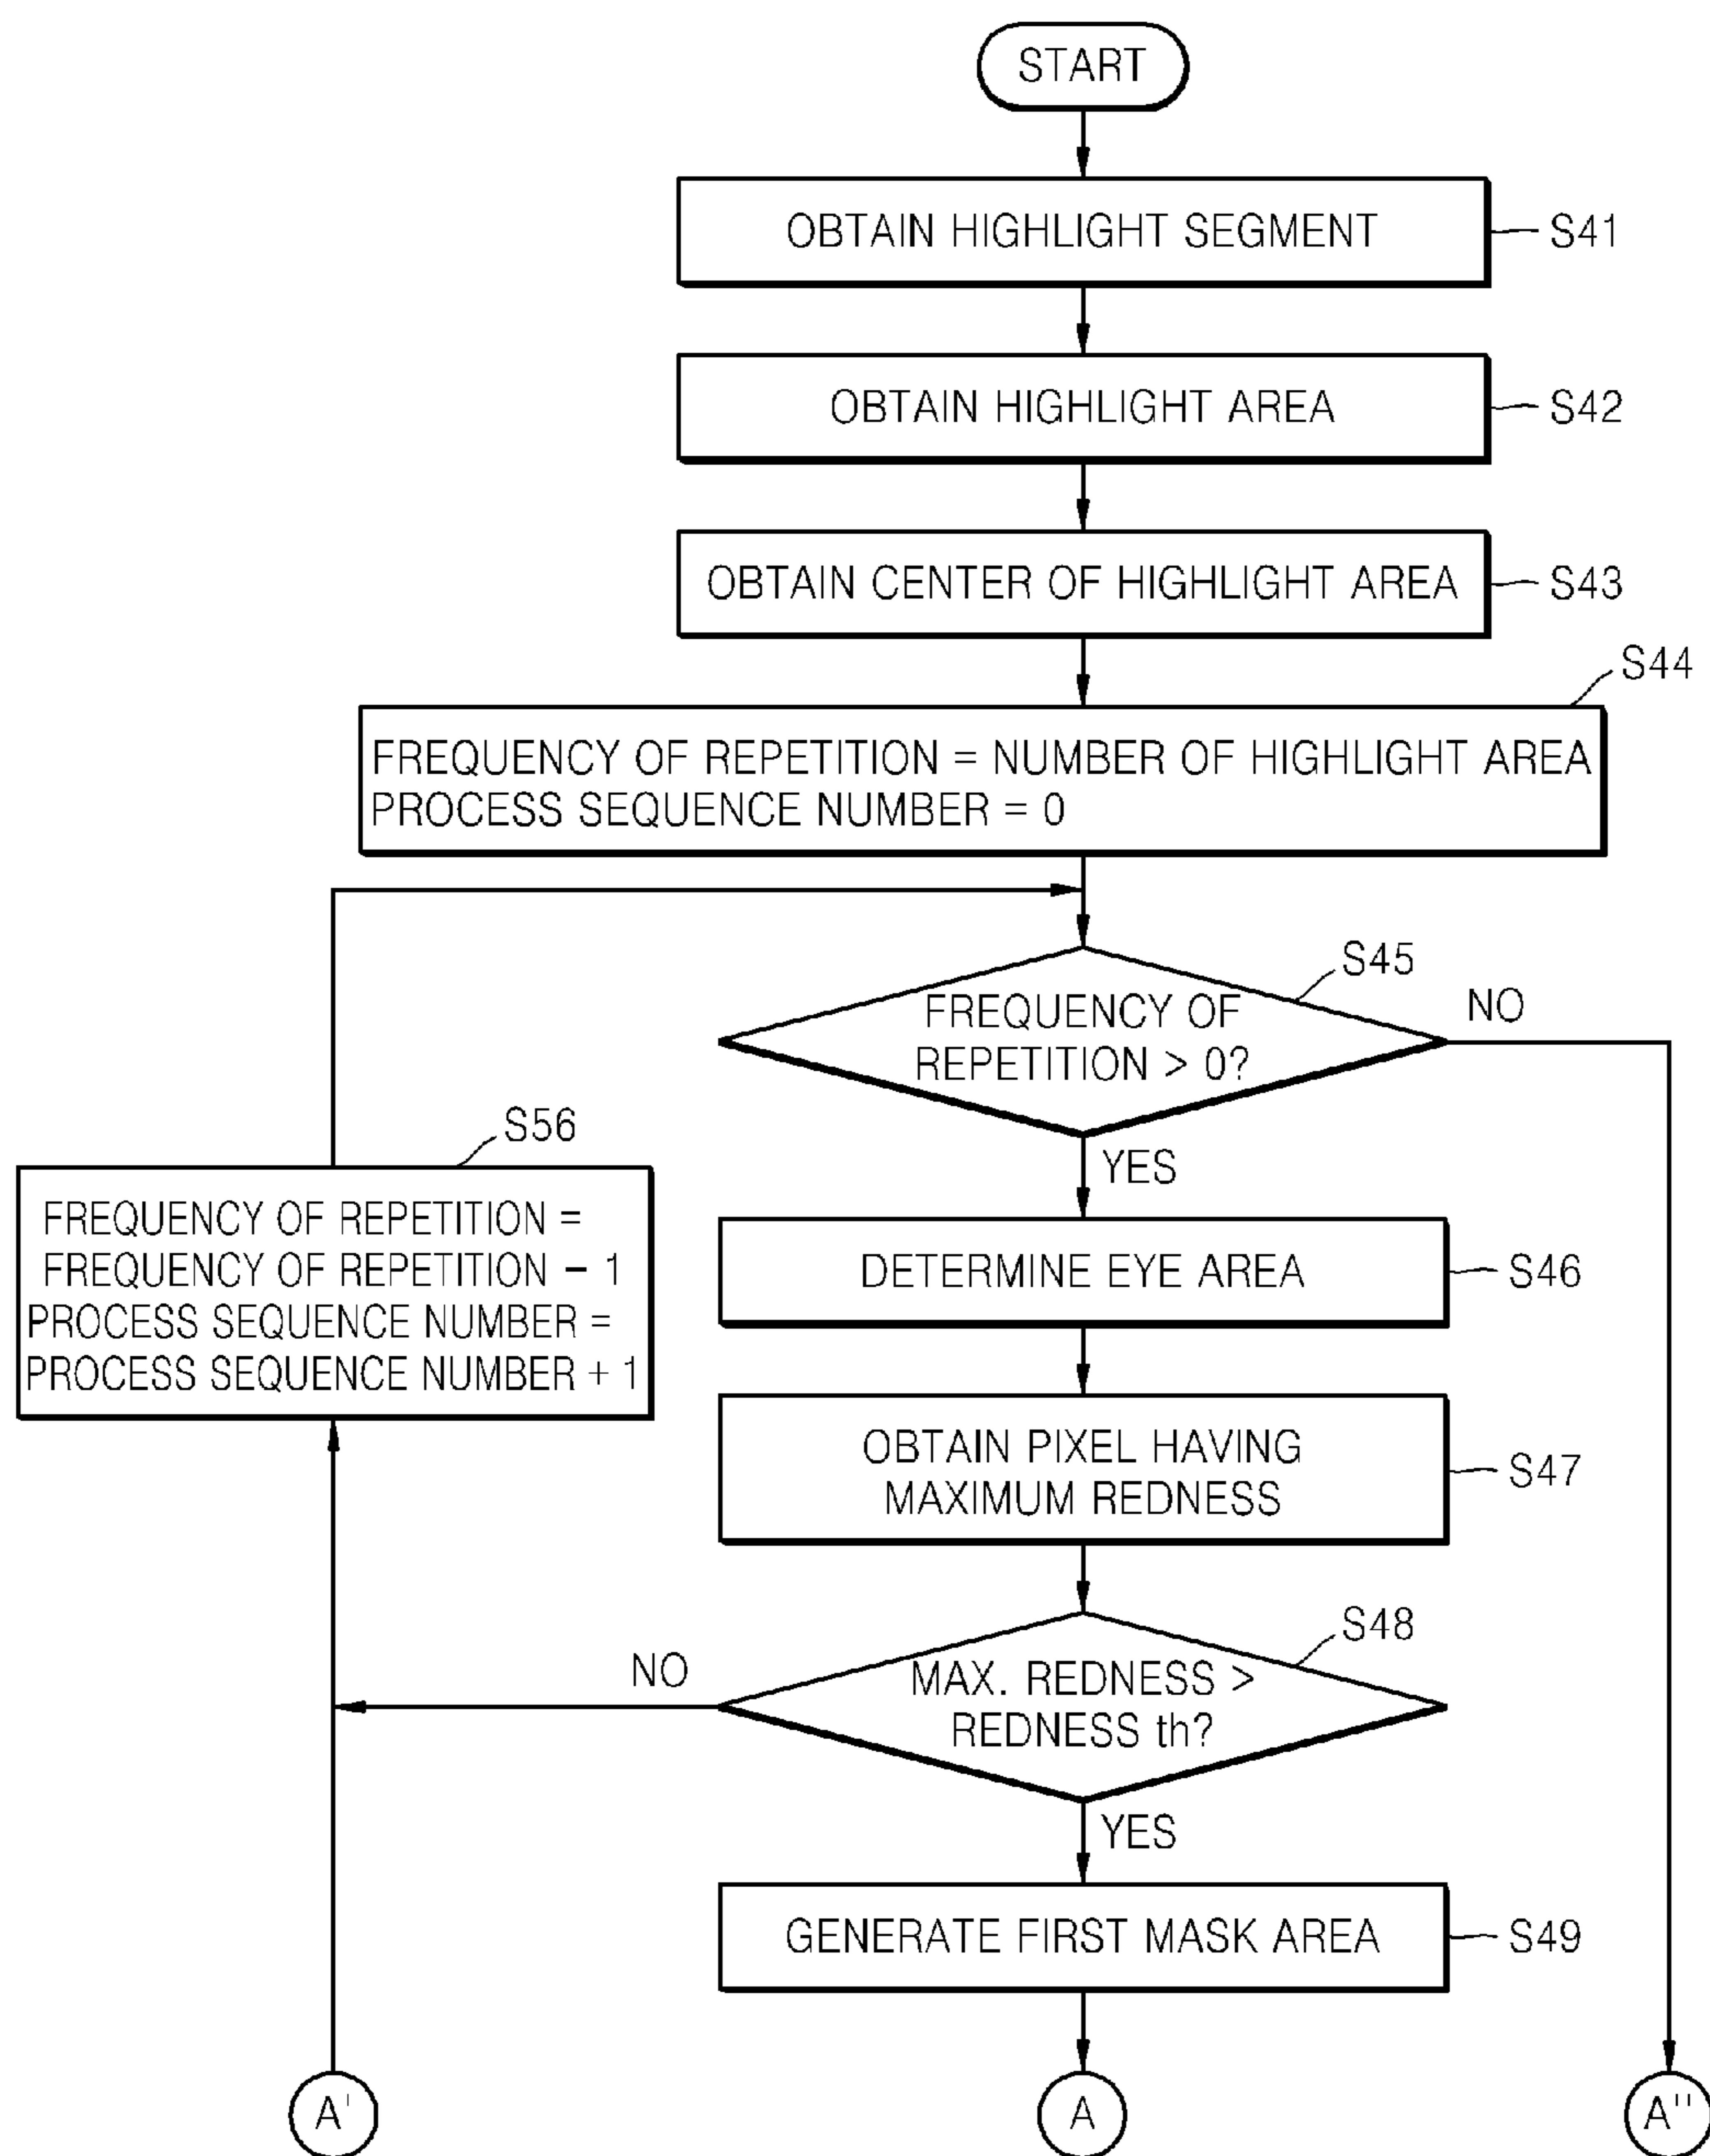 START
OBTAIN HIGHLIGHT SEGMENT
S41
OBTAIN HIGHLIGHT AREA
S42
OBTAIN CENTER OF HIGHLIGHT AREA
S43
S44
FREQUENCY OF REPETITION = NUMBER OF HIGHLIGHT AREA
PROCESS SEQUENCE NUMBER = 0
S45
FREQUENCY OF
REPETITION > 0?
NO
YES
S56
FREQUENCY OF REPETITION =
FREQUENCY OF REPETITION – 1
PROCESS SEQUENCE NUMBER =
PROCESS SEQUENCE NUMBER + 1
DETERMINE EYE AREA
S46
OBTAIN PIXEL HAVING
MAXIMUM REDNESS
S47
S48
MAX. REDNESS >
REDNESS th?
NO
YES
GENERATE FIRST MASK AREA
S49
A'
A
A''